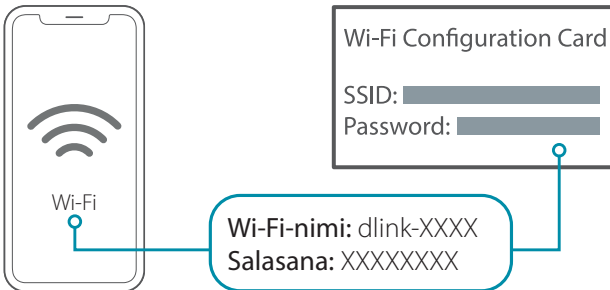 Wi-Fi Configuration Card
SSID:
Password:
Wi-Fi
Wi-Fi-nimi: dlink-XXXX
Salasana: XXXXXXXX